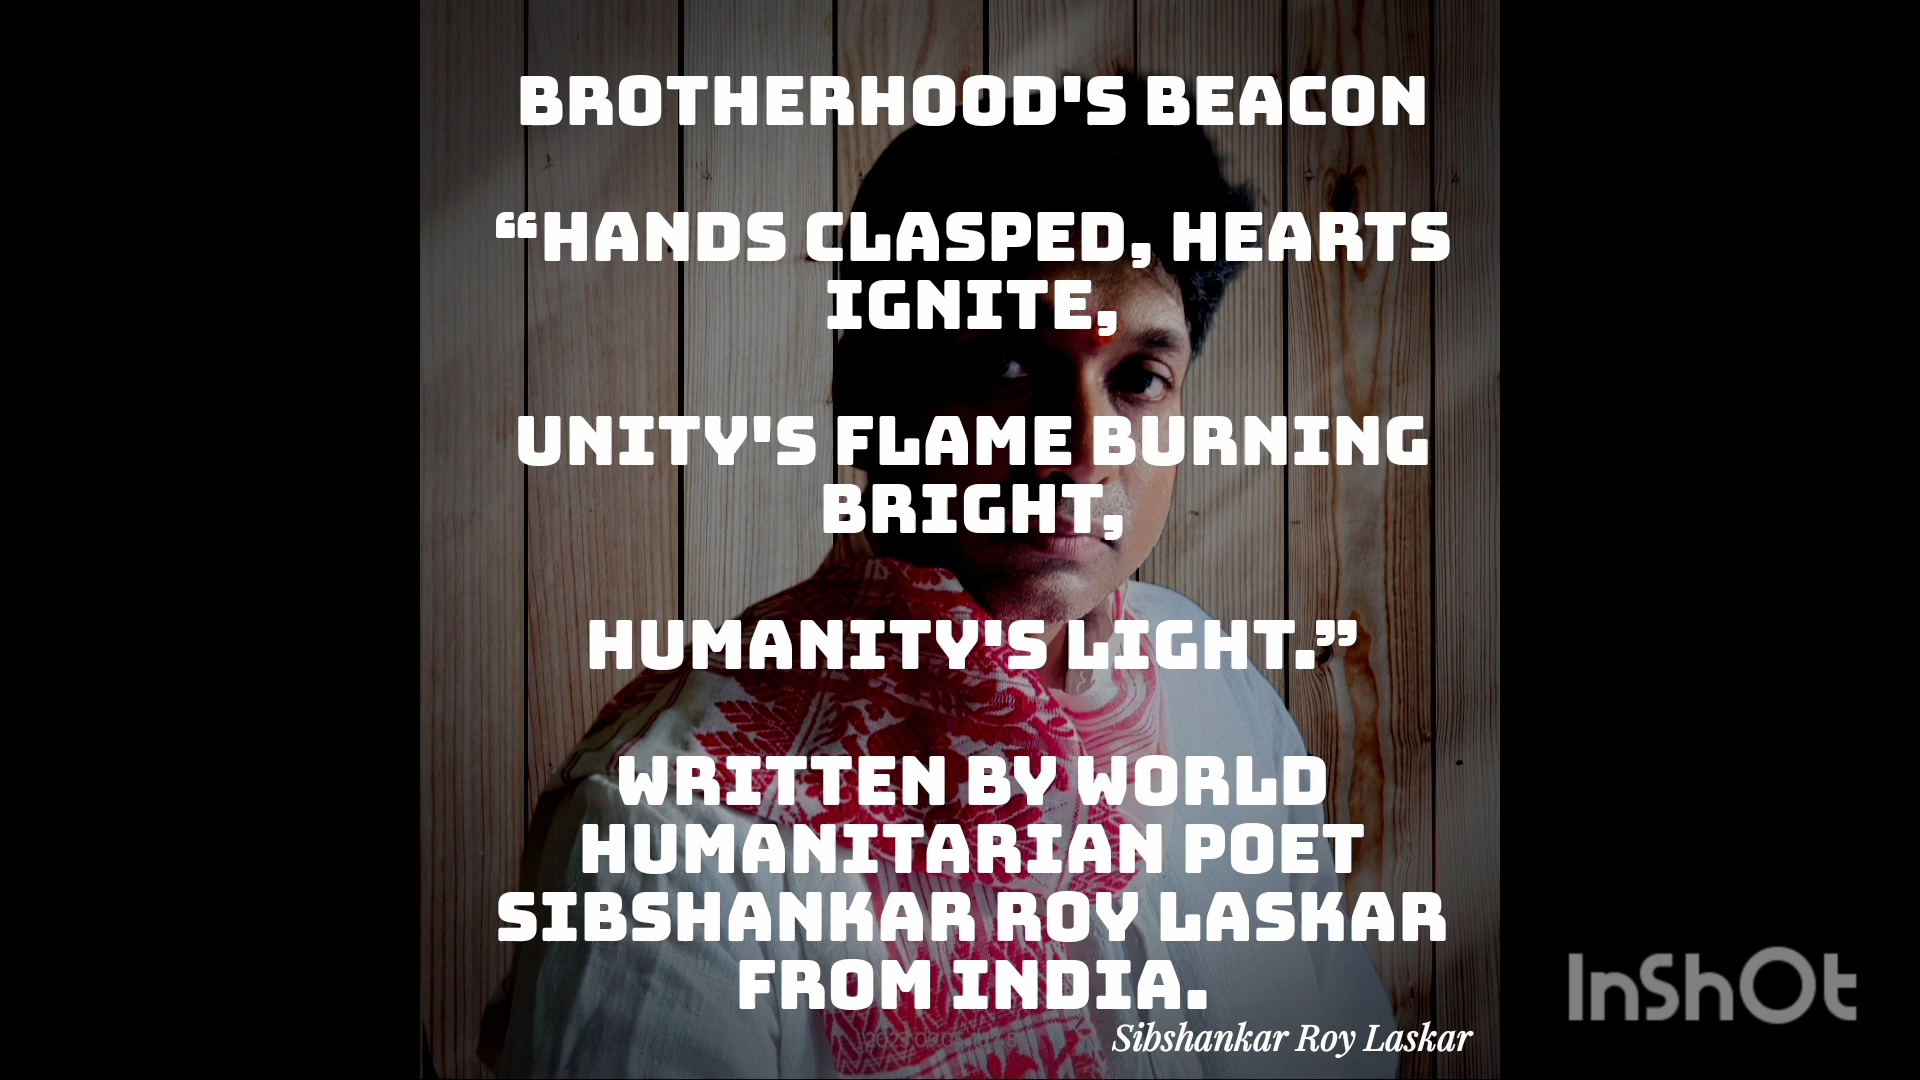 BROTHERHOOD'S BEACON
“HANDS CLASPED, HEARTS
IGNITE,
UNITY'S FLAME BURNING
BRIGHT,
HUMANITY'S LIGHT.”
WRITTEN BY WORLD
HUMANITARIAN POET
SIBSHANKAR ROY LASKAR
FROM INDIA.
Sibshankar Roy Laskar
InShOt